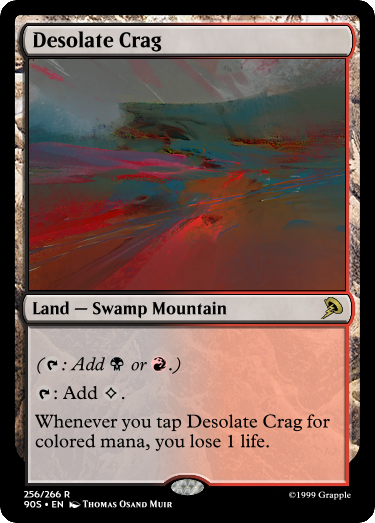 Desolate Crag
Land — Swamp Mountain
(: Add or .)
: Add .
Whenever you tap Desolate Crag for
colored mana, you lose 1 life.
256/266 R
90S • EN Thomas Osand Muir
©1999 Grapple